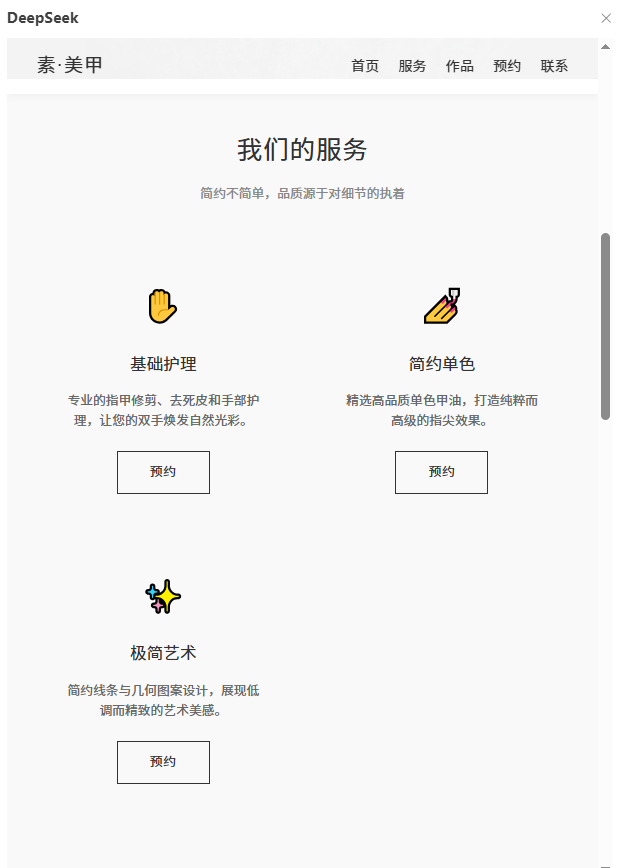 DeepSeek
素·美甲
首页 服务 作品 预约 联系
我们的服务
简约不简单，品质源于对细节的执着
基础护理
专业的指甲修剪、去死皮和手部护
理，让您的双手焕发自然光彩。
预约
简约单色
精选高品质单色甲油，打造纯粹而
高级的指尖效果。
预约
极简艺术
简约线条与几何图案设计，展现低
调而精致的艺术美感。
预约